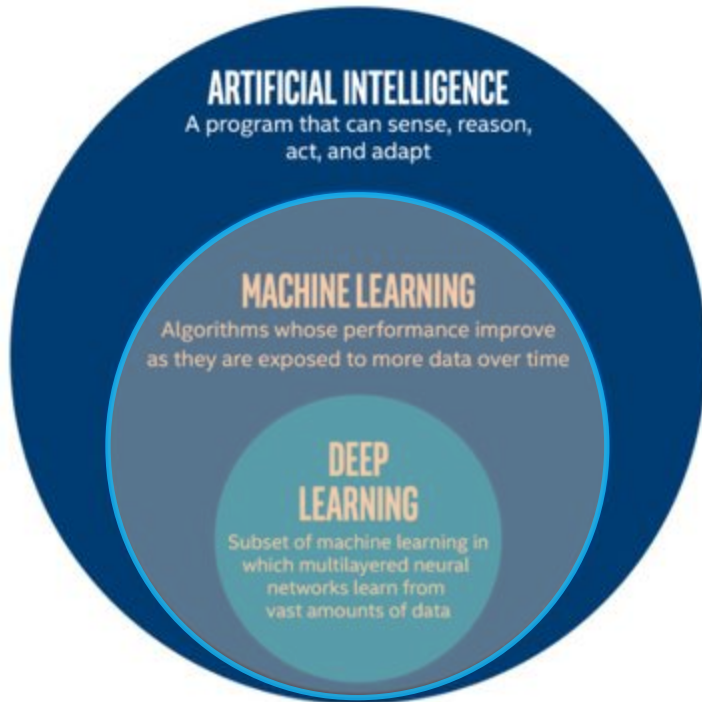 ARTIFICIAL INTELLIGENCE
A program that can sense, reason,
act, and adapt
MACHINE LEARNING
Algorithms whose performance improve
as they are exposed to more data over time
DEEP
LEARNING
Subset of machine learning in
which multilayered neural
networks learn from
vast amounts of data